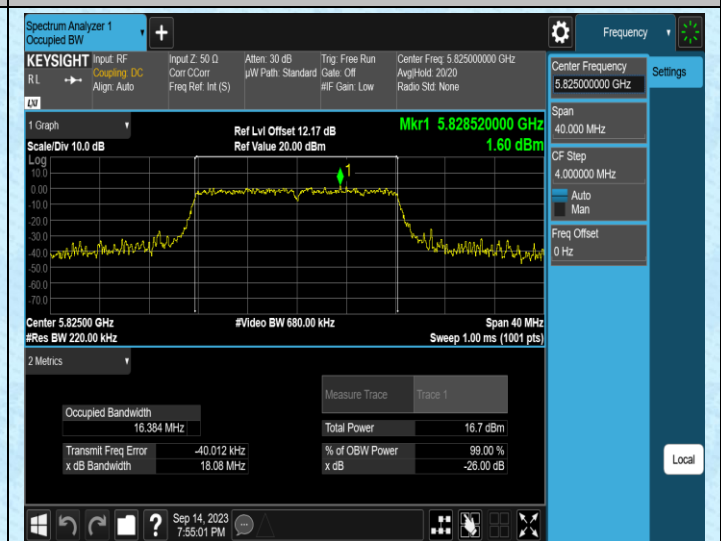 Spectrum Analyzer 1
Occupied BW
+
Frequency
KEYSIGHT
R L
LXI
Input: RF
Coupling: DC
Align: Auto
Input Z: 50 Ω
Corr CCorr
Freq Ref: Int (S)
Atten: 30 dB
µW Path: Standard
Trig: Free Run
Gate: Off
#IF Gain: Low
Center Freq: 5.825000000 GHz
Avg|Hold: 20/20
Radio Std: None
Center Frequency
5.825000000 GHz
Settings
Span
40.000 MHz
CF Step
4.000000 MHz
Auto
Man
Freq Offset
0 Hz
1 Graph
Scale/Div 10.0 dB
Ref Lvl Offset 12.17 dB
Ref Value 20.00 dBm
Mkr1 5.828520000 GHz
1.60 dBm
Log
10.0
0.00
-10.0
-20.0
-30.0
-40.0
-50.0
-60.0
-70.0
1
Center 5.82500 GHz
#Res BW 220.00 kHz
#Video BW 680.00 kHz
Span 40 MHz
Sweep 1.00 ms (1001 pts)
2 Metrics
Measure Trace
Trace 1
Occupied Bandwidth
16.384 MHz
Total Power
16.7 dBm
Transmit Freq Error
-40.012 kHz
% of OBW Power
99.00 %
x dB Bandwidth
18.08 MHz
x dB
-26.00 dB
Local
?
Sep 14, 2023
7:55:01 PM